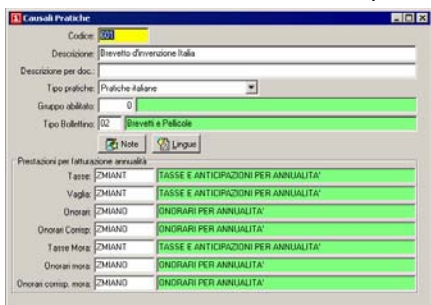 Causali Pratiche
Codice: 001
Descrizione: Brevetto d'invenzione Italia
Descrizione per doc.:
Tipo pratiche: Pratiche italiane
Gruppo abilitato: 0
Tipo Bollettino: 02 Brevetti e Pellicole
Note Lingue
Prestazioni per fatturazione annualità
Tasse: ZMIANT TASSE E ANTICIPAZIONI PER ANNUALITA'
Vaglia: ZMIANT TASSE E ANTICIPAZIONI PER ANNUALITA'
Onorari: ZMIANO ONORARI PER ANNUALITA'
Onorari Corrisp: ZMIANO ONORARI PER ANNUALITA'
Tasse Mora: ZMIANT TASSE E ANTICIPAZIONI PER ANNUALITA'
Onorari mora: ZMIANO ONORARI PER ANNUALITA'
Onorari corrisp. mora: ZMIANO ONORARI PER ANNUALITA'